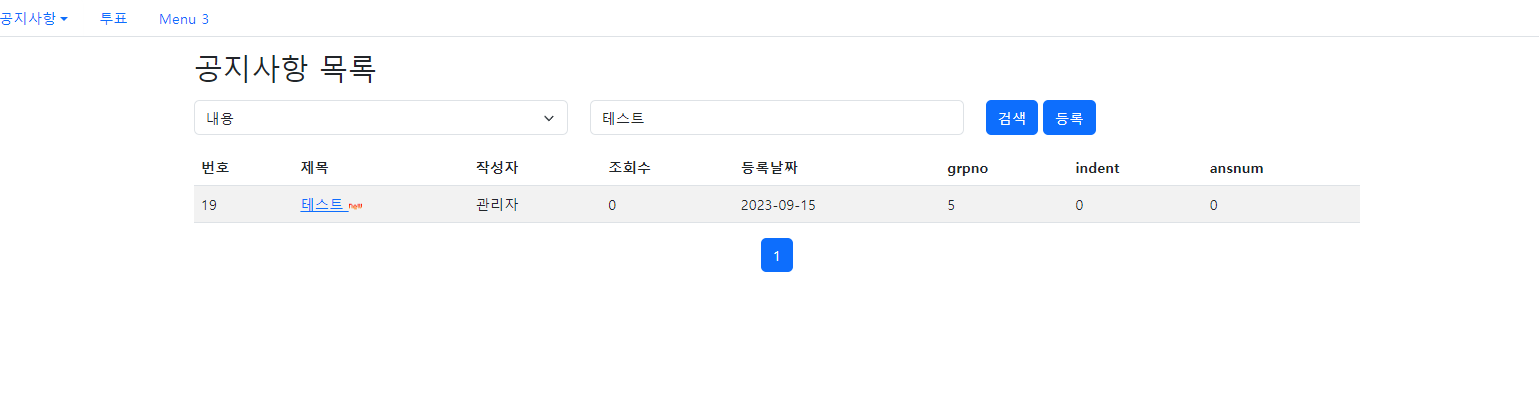 공지사항 투표 Menu 3
공지사항 목록
내용 테스트 검색 등록
번호 제목 작성자 조회수 등록날짜 grpno indent ansnum
19 테스트 new 관리자 0 2023-09-15 5 0 0
1